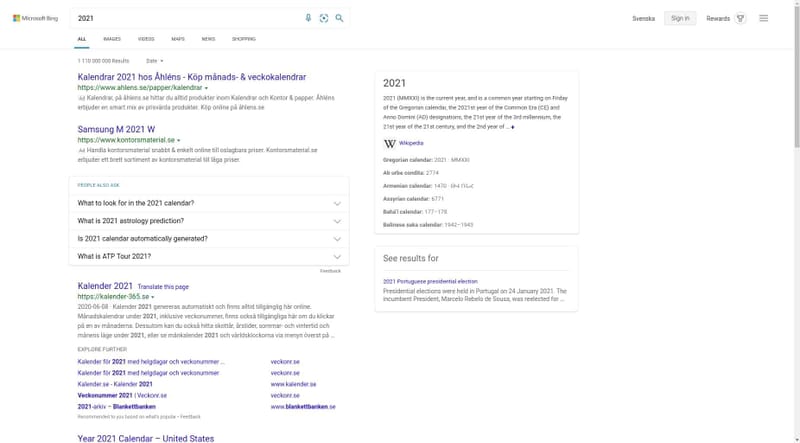 Microsoft Bing
2021
Svenska
Sign in
Rewards
ALL
IMAGES
VIDEOS
MAPS
NEWS
SHOPPING
1 110 000 000 Results
Date
Kalendrar 2021 hos Åhléns - Köp månads- & veckokalendrar
https://www.ahlens.se/papper/kalendrar
Ad Kalendrar, på åhlens.se hittar du alltid produkter inom Kalendrar och Kontor & papper. Åhléns
erbjuder en smart mix av prisvärda produkter. Köp online på åhlens.se
Samsung M 2021 W
https://www.kontorsmaterial.se
Ad Handla kontorsmaterial snabbt & enkelt online till oslagbara priser. Kontorsmaterial.se
erbjuder ett brett sortiment av kontorsmaterial till låga priser.
PEOPLE ALSO ASK
What to look for in the 2021 calendar?
What is 2021 astrology prediction?
Is 2021 calendar automatically generated?
What is ATP Tour 2021?
Feedback
Kalender 2021 Translate this page
https://kalender-365.se
2020-06-08 · Kalender 2021 genereras automatiskt och finns alltid tillgänglig här online.
Månadskalendrar under 2021, inklusive veckonummer, finns också tillgängliga här om du klickar
på en av månaderna. Dessutom kan du också hitta skottår, årstider, sommar- och vintertid och
månens läge under 2021, eller se månkalender 2021 och världsklockorna via menyn överst på ...
EXPLORE FURTHER
Kalender för 2021 med helgdagar och veckonummer ... veckonr.se
Kalender för 2021 med helgdagar och veckonummer veckonr.se
Kalender.se - Kalender 2021 www.kalender.se
Veckonummer 2021 | Veckonr.se veckonr.se
2021-arkiv – Blankettbanken www.blankettbanken.se
Recommended to you based on what's popular • Feedback
Year 2021 Calendar – United States
2021
2021 (MMXXI) is the current year, and is a common year starting on Friday
of the Gregorian calendar, the 2021st year of the Common Era (CE) and
Anno Domini (AD) designations, the 21st year of the 3rd millennium, the
21st year of the 21st century, and the 2nd year of ...
W Wikipedia
Gregorian calendar: 2021 · MMXXI
Ab urbe condita: 2774
Armenian calendar: 1470 ·
Assyrian calendar: 6771
Bahá'í calendar: 177–178
Balinese saka calendar: 1942–1943
See results for
2021 Portuguese presidential election
Presidential elections were held in Portugal on 24 January 2021. The
incumbent President, Marcelo Rebelo de Sousa, was reelected for ...